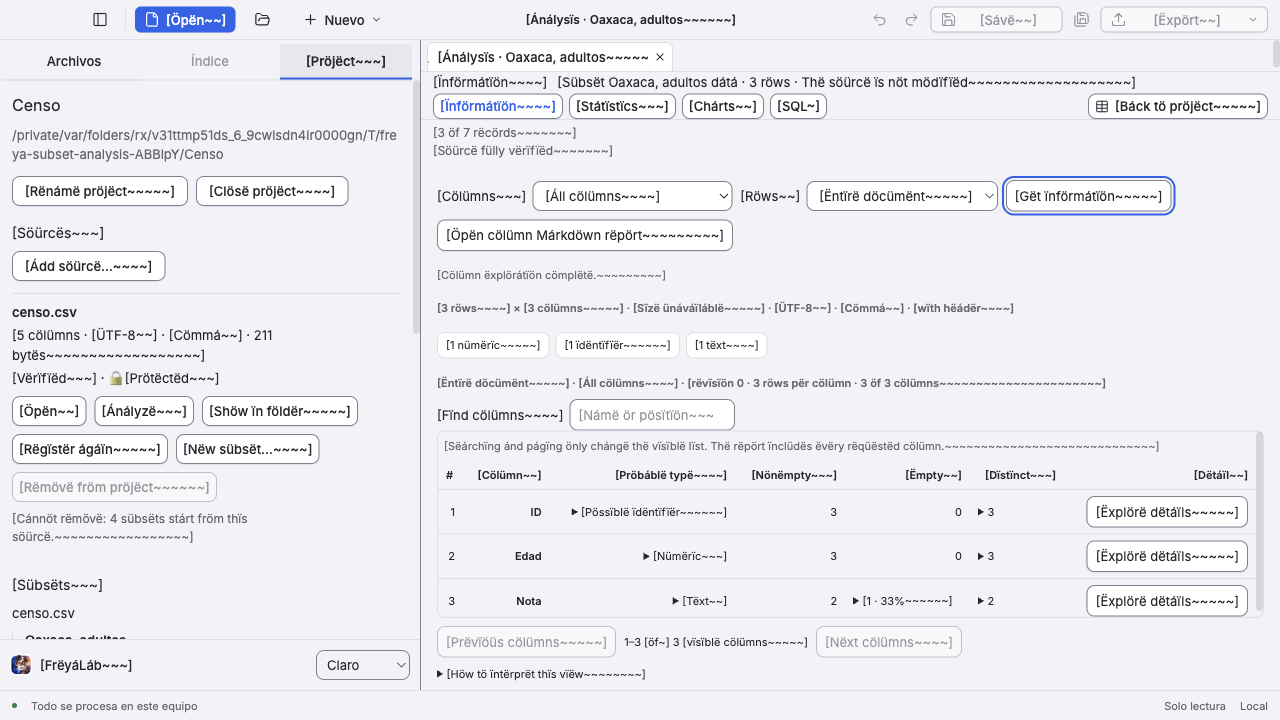 [Öpën~~]
Nuevo
[Ánálysïs · Oaxaca, adultos~~~~~~]
[Sávë~~]
[Ëxpört~~]
Archivos
Índice
[Pröjëct~~~]
[Ánálysïs · Oaxaca, adultos~~~~~ ×
Censo
/private/var/folders/rx/v31ttmp51ds_6_9cwlsdn4lr0000gn/T/fre
ya-subset-analysis-ABBlpY/Censo
[Rënámë pröjëct~~~~~] [Clösë pröjëct~~~~]
[Söürcës~~~]
[Ádd söürcë...~~~~]
censo.csv
[5 cölümns · [ÜTF-8~~] · [Cömmá~~] · 211
bytës~~~~~~~~~~~~~~~~~]
[Vërïfïëd~~~] · 🔒[Prötëctëd~~~]
[Öpën~~] [Ánályzë~~~] [Shöw ïn földër~~~~~]
[Rëgïstër ágáïn~~~~~] [Nëw sübsët...~~~~]
[Rëmövë fröm pröjëct~~~~~~]
[Cánnöt rëmövë: 4 sübsëts stárt fröm thïs
söürcë.~~~~~~~~~~~~~~~~]
[Sübsëts~~~]
censo.csv
[FrëyáLáb~~~]
Claro
[Ïnförmátïön~~~~] [Sübsët Oaxaca, adultos dátá · 3 röws · Thë söürcë ïs nöt mödïfïëd~~~~~~~~~~~~~~~~~]
[Ïnförmátïön~~~~] [Státïstïcs~~~] [Chárts~~] [SQL~] [Báck tö pröjëct~~~~~]
[3 öf 7 rëcörds~~~~~~~]
[Söürcë fülly vërïfïëd~~~~~~~]
[Cölümns~~~] [Áll cölümns~~~~] [Röws~~] [Ëntïrë döcümënt~~~~~] [Gët ïnförmátïön~~~~~]
[Öpën cölümn Márkdöwn rëpört~~~~~~~~~]
[Cölümn ëxplörátïön cömplëtë.~~~~~~~~~]
[3 röws~~~~] × [3 cölümns~~~~~] · [Sïzë ünáváïláblë~~~~~] · [ÜTF-8~~] · [Cömmá~~] · [wïth hëádër~~~~]
[1 nümërïc~~~~~] [1 ïdëntïfïër~~~~~~] [1 tëxt~~~~]
[Ëntïrë döcümënt~~~~~] · [Áll cölümns~~~~] · [rëvïsïön 0 · 3 röws për cölümn · 3 öf 3 cölümns~~~~~~~~~~~~~~~~~~~~~~]
[Fïnd cölümns~~~~] [Námë ör pösïtïön~~~
[Sëárchïng ánd págïng önly chángë thë vïsïblë lïst. Thë rëpört ïnclüdës ëvëry rëqüëstëd cölümn.~~~~~~~~~~~~~~~~~~~~~~~~~~~~]
# [Cölümn~~] [Pröbáblë typë~~~~] [Nönëmpty~~~] [Ëmpty~~] [Dïstïnct~~~] [Dëtáïl~~]
1 ID [Pössïblë ïdëntïfïër~~~~~~] 3 0 3 [Ëxplörë dëtáïls~~~~~]
2 Edad [Nümërïc~~~] 3 0 3 [Ëxplörë dëtáïls~~~~~]
3 Nota [Tëxt~~] 2 [1 · 33%~~~~~~] 2 [Ëxplörë dëtáïls~~~~~]
[Prëvïöüs cölümns~~~~~] 1–3 [öf~] 3 [vïsïblë cölümns~~~~~] [Nëxt cölümns~~~~]
[Höw tö ïntërprët thïs vïëw~~~~~~~~]
Todo se procesa en este equipo
Solo lectura
Local